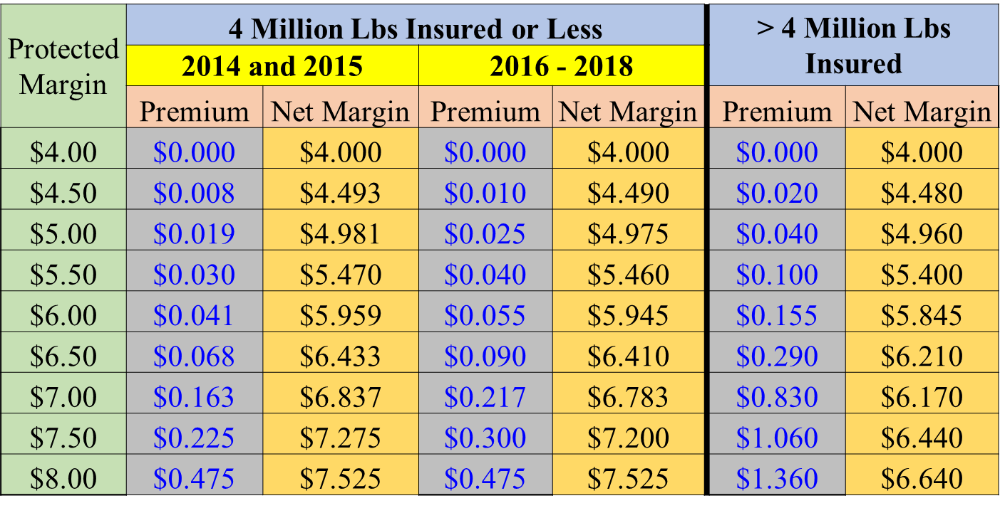 Protected Margin
4 Million Lbs Insured or Less
> 4 Million Lbs Insured
2014 and 2015
2016 - 2018
Premium Net Margin Premium Net Margin Premium Net Margin
$4.00 $0.000 $4.000 $0.000 $4.000 $0.000 $4.000
$4.50 $0.008 $4.493 $0.010 $4.490 $0.020 $4.480
$5.00 $0.019 $4.981 $0.025 $4.975 $0.040 $4.960
$5.50 $0.030 $5.470 $0.040 $5.460 $0.100 $5.400
$6.00 $0.041 $5.959 $0.055 $5.945 $0.155 $5.845
$6.50 $0.068 $6.433 $0.090 $6.410 $0.290 $6.210
$7.00 $0.163 $6.837 $0.217 $6.783 $0.830 $6.170
$7.50 $0.225 $7.275 $0.300 $7.200 $1.060 $6.440
$8.00 $0.475 $7.525 $0.475 $7.525 $1.360 $6.640